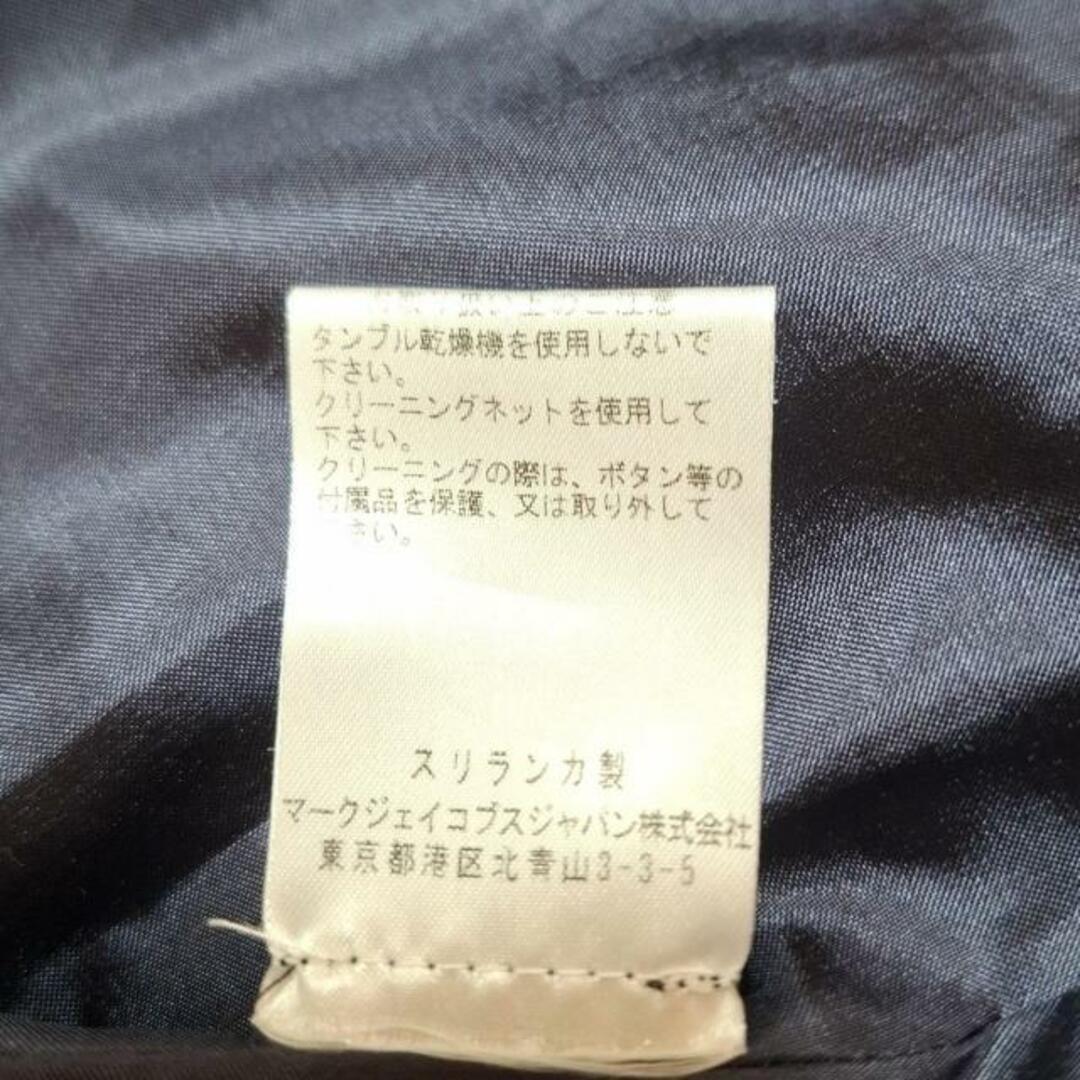 タンブル乾燥機を使用しないで
下さい。
クリーニングネットを使用して
下さい。
クリーニングの際は、ボタン等の
付属品を保護、又は取り外して
下さい。
スリランカ製
マークジェイコブスジャパン株式会社
東京都港区北青山3-3-5